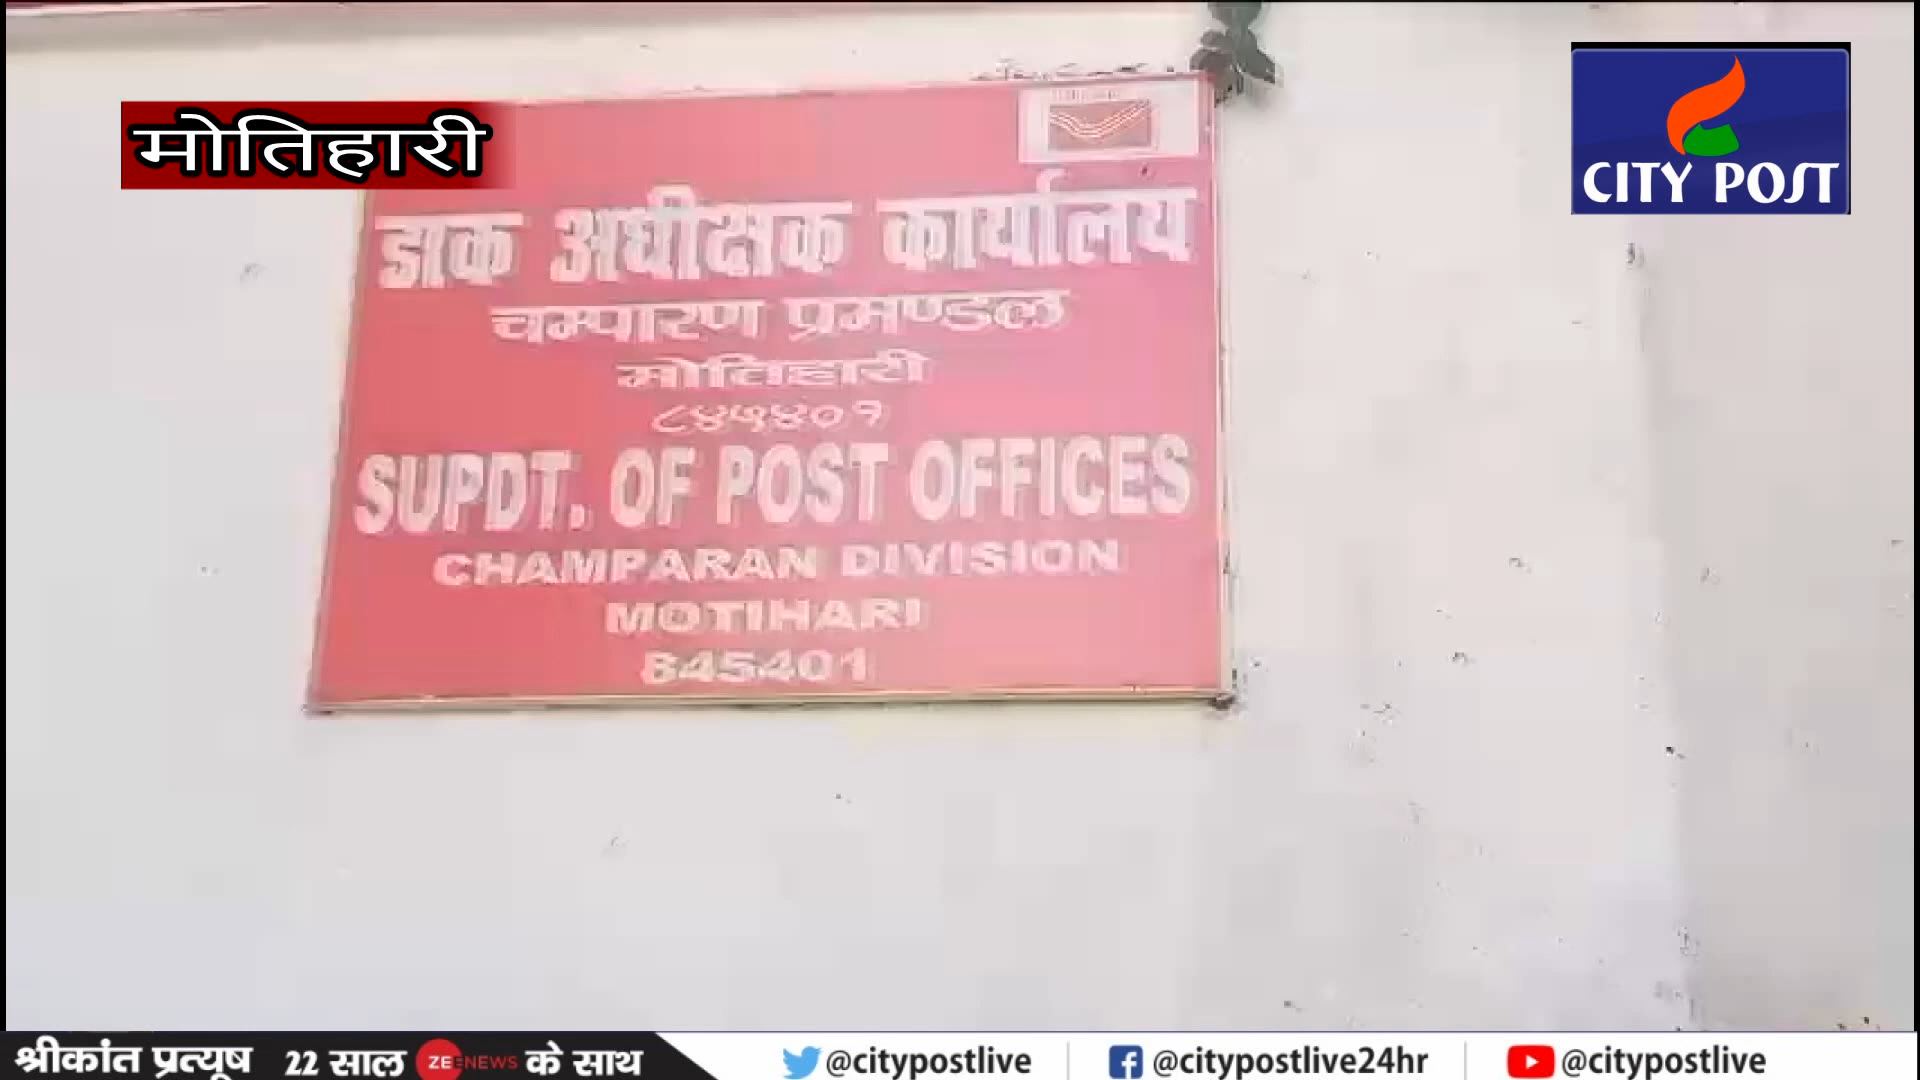 मोतिहारी
CITY POST
डाक अधीक्षक कार्यालय
चम्पारण प्रमण्डल
मोतिहारी
८४५४०१
SUPDT. OF POST OFFICES
CHAMPARAN DIVISION
MOTIHARI
845401
श्रीकांत प्रत्यूष 22 साल ZEE NEWS के साथ @citypostlive @citypostlive24hr @citypostlive